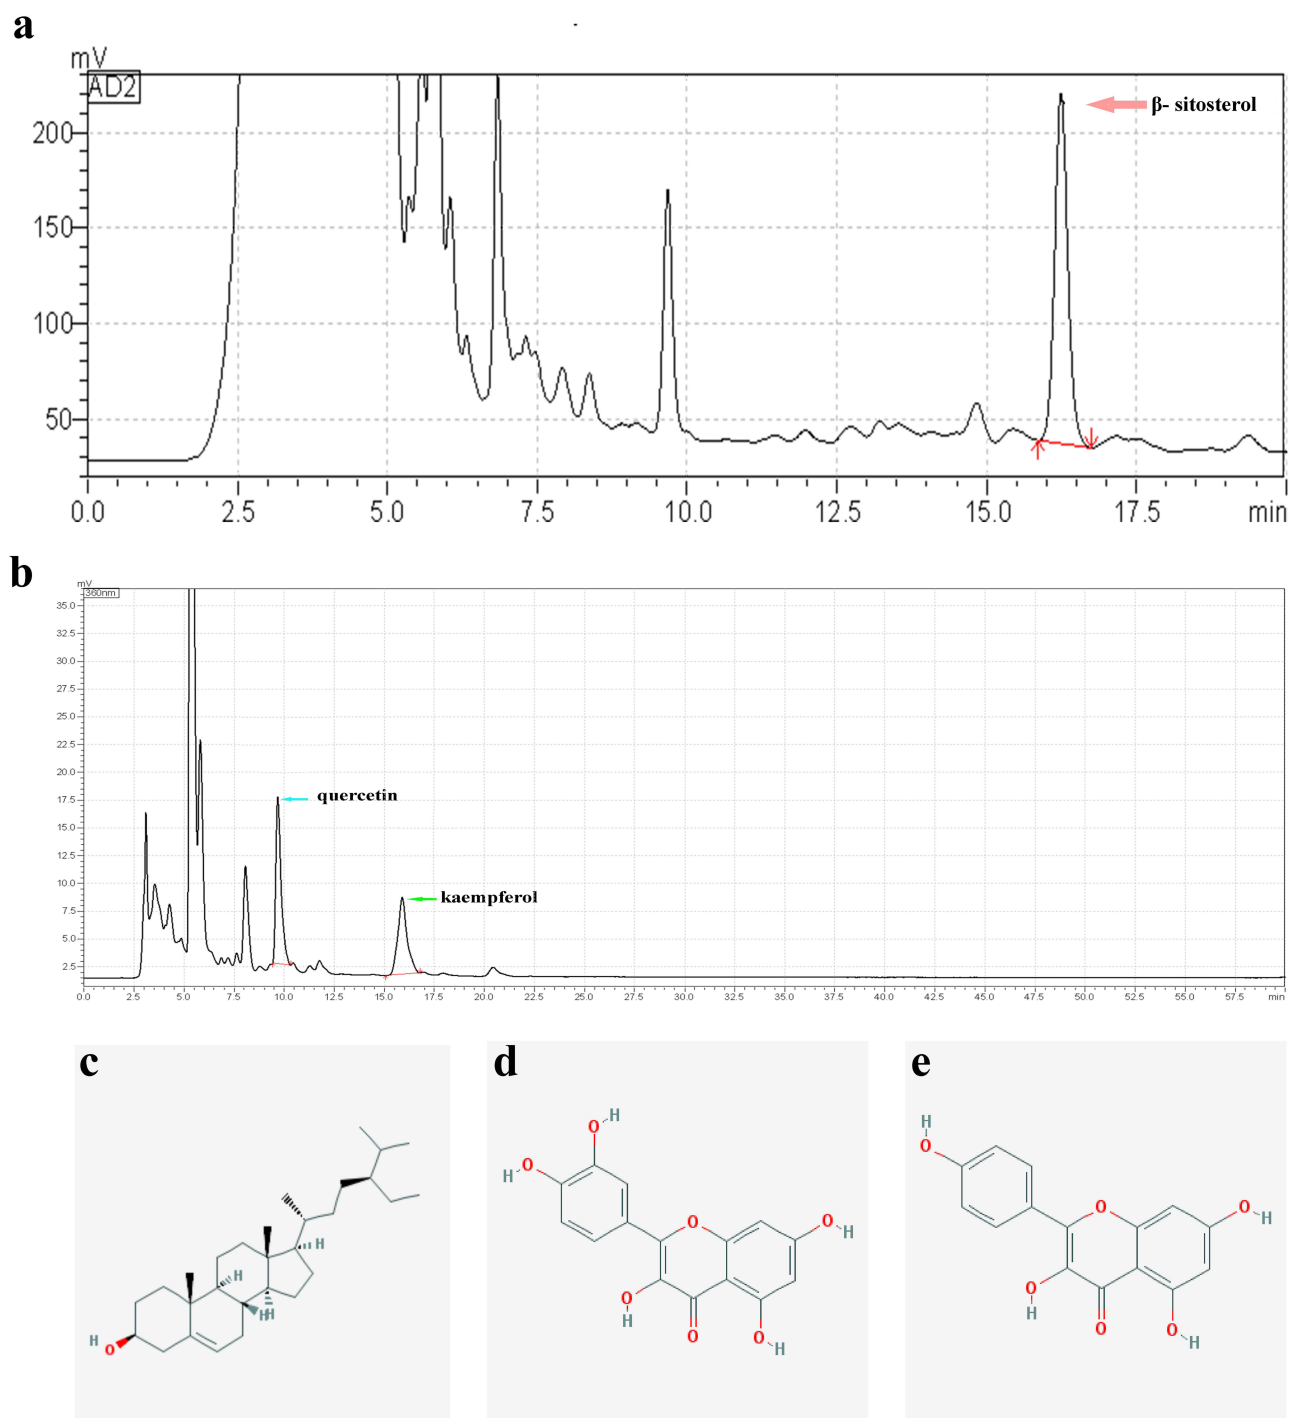 a
mV
AD2
β- sitosterol
200
150
100
50
0.0 2.5 5.0 7.5 10.0 12.5 15.0 17.5 min
b
mV
360nm
35.0
32.5
30.0
27.5
25.0
22.5
20.0
17.5
quercetin
15.0
12.5
10.0
kaempferol
7.5
5.0
2.5
0.0 2.5 5.0 7.5 10.0 12.5 15.0 17.5 20.0 22.5 25.0 27.5 30.0 32.5 35.0 37.5 40.0 42.5 45.0 47.5 50.0 52.5 55.0 57.5 min
c
H O H H H H
d
O H
H O
O
O H
O H
O
O H
e
H
O
O
O H
O H
O
O H